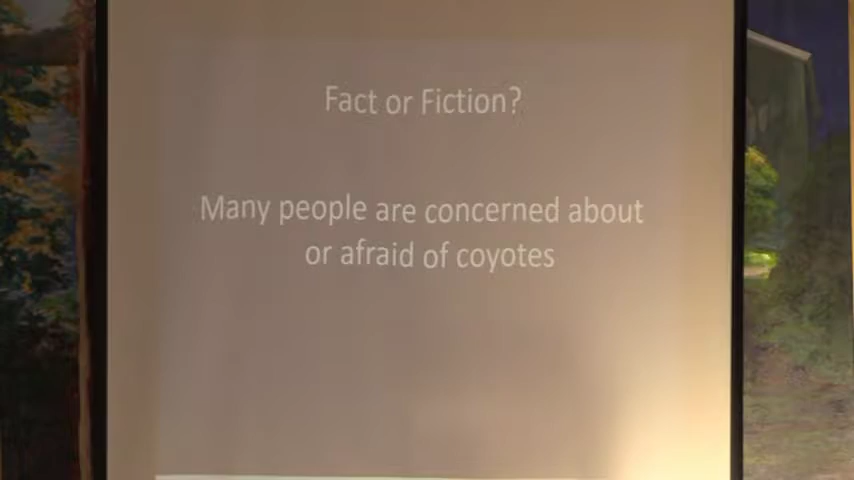 Fact or Fiction?
Many people are concerned about
or afraid of coyotes